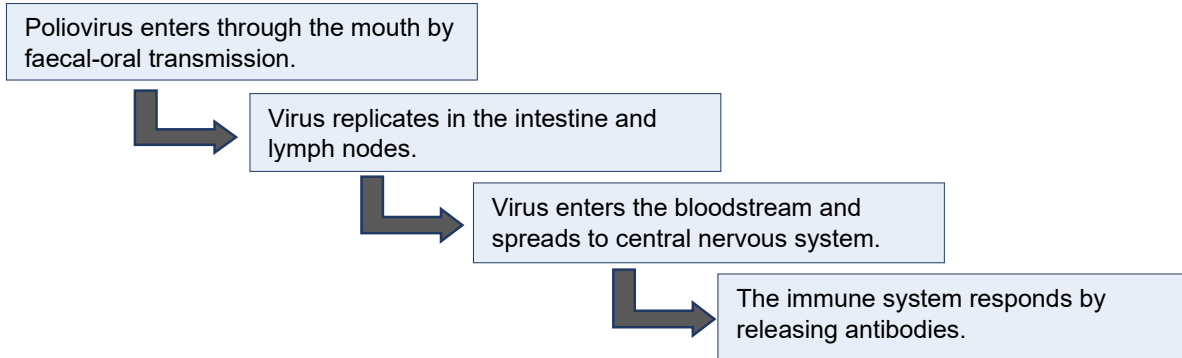 Poliovirus enters through the mouth by
faecal-oral transmission.
Virus replicates in the intestine and
lymph nodes.
Virus enters the bloodstream and
spreads to central nervous system.
The immune system responds by
releasing antibodies.